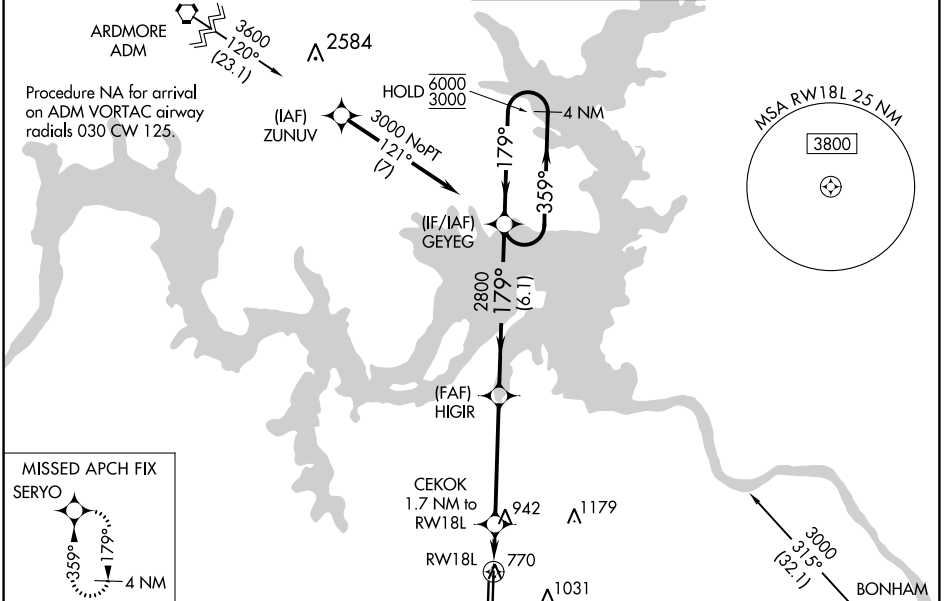 ARDMORE
ADM
3600
120°
(23.1)
2584
Procedure NA for arrival
on ADM VORTAC airway
radials 030 CW 125.
(IAF)
ZUNUV
3000 NoPT
121°
(7)
HOLD 6000
3000
4 NM
179°
359°
MSA RW18L 25 NM
3800
(IF/IAF)
GEYEG
2800
179°
(6.1)
(FAF)
HIGIR
CEKOK
1.7 NM to
RW18L
942
1179
RW18L
770
1031
MISSED APCH FIX
SERYO
359°
179°
4 NM
3000
315°
(32.1)
BONHAM